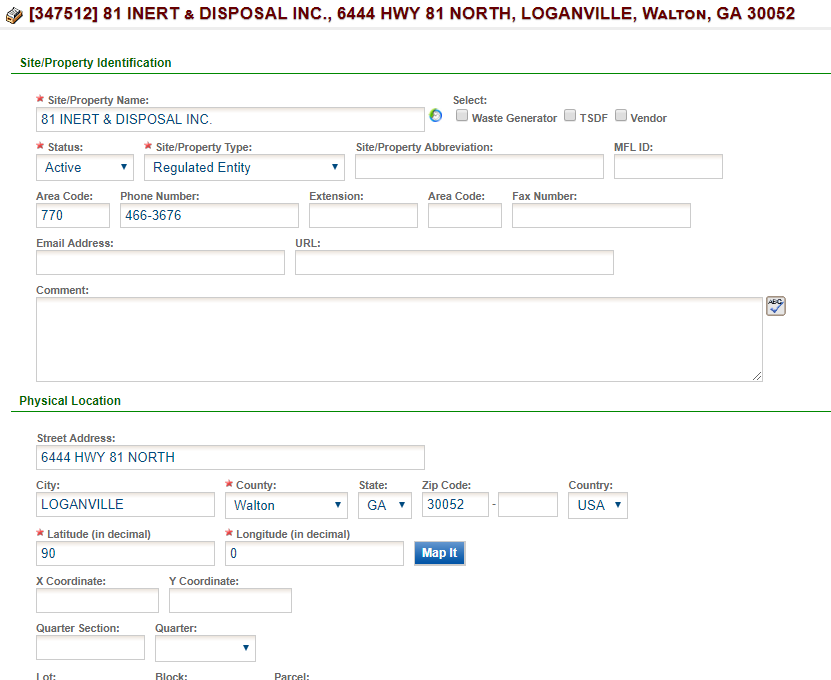 [347512] 81 INERT & DISPOSAL INC., 6444 HWY 81 NORTH, LOGANVILLE, WALTON, GA 30052
Site/Property Identification
* Site/Property Name:
Select:
81 INERT & DISPOSAL INC.
Waste Generator TSDF Vendor
* Status: * Site/Property Type: Site/Property Abbreviation: MFL ID:
Active Regulated Entity
Area Code: Phone Number: Extension: Area Code: Fax Number:
770 466-3676
Email Address: URL:
Comment:
ABC
Physical Location
Street Address:
6444 HWY 81 NORTH
City: * County: State: Zip Code: Country:
LOGANVILLE Walton GA 30052 - USA
* Latitude (in decimal) * Longitude (in decimal)
90 0 Map It
X Coordinate: Y Coordinate:
Quarter Section: Quarter:
Lot: Block: Parcel: